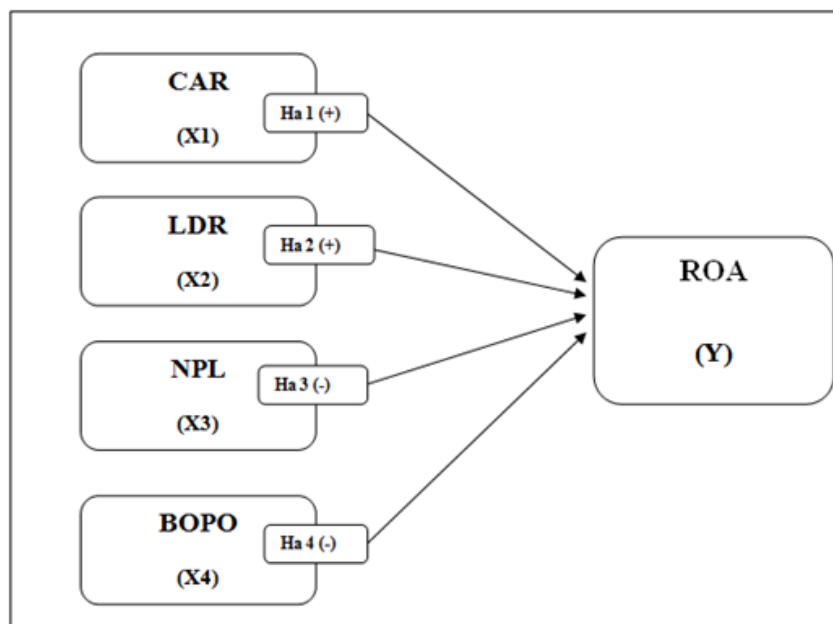 CAR
(X1)
Ha 1 (+)
LDR
(X2)
Ha 2 (+)
NPL
(X3)
Ha 3 (-)
BOPO
(X4)
Ha 4 (-)
ROA
(Y)